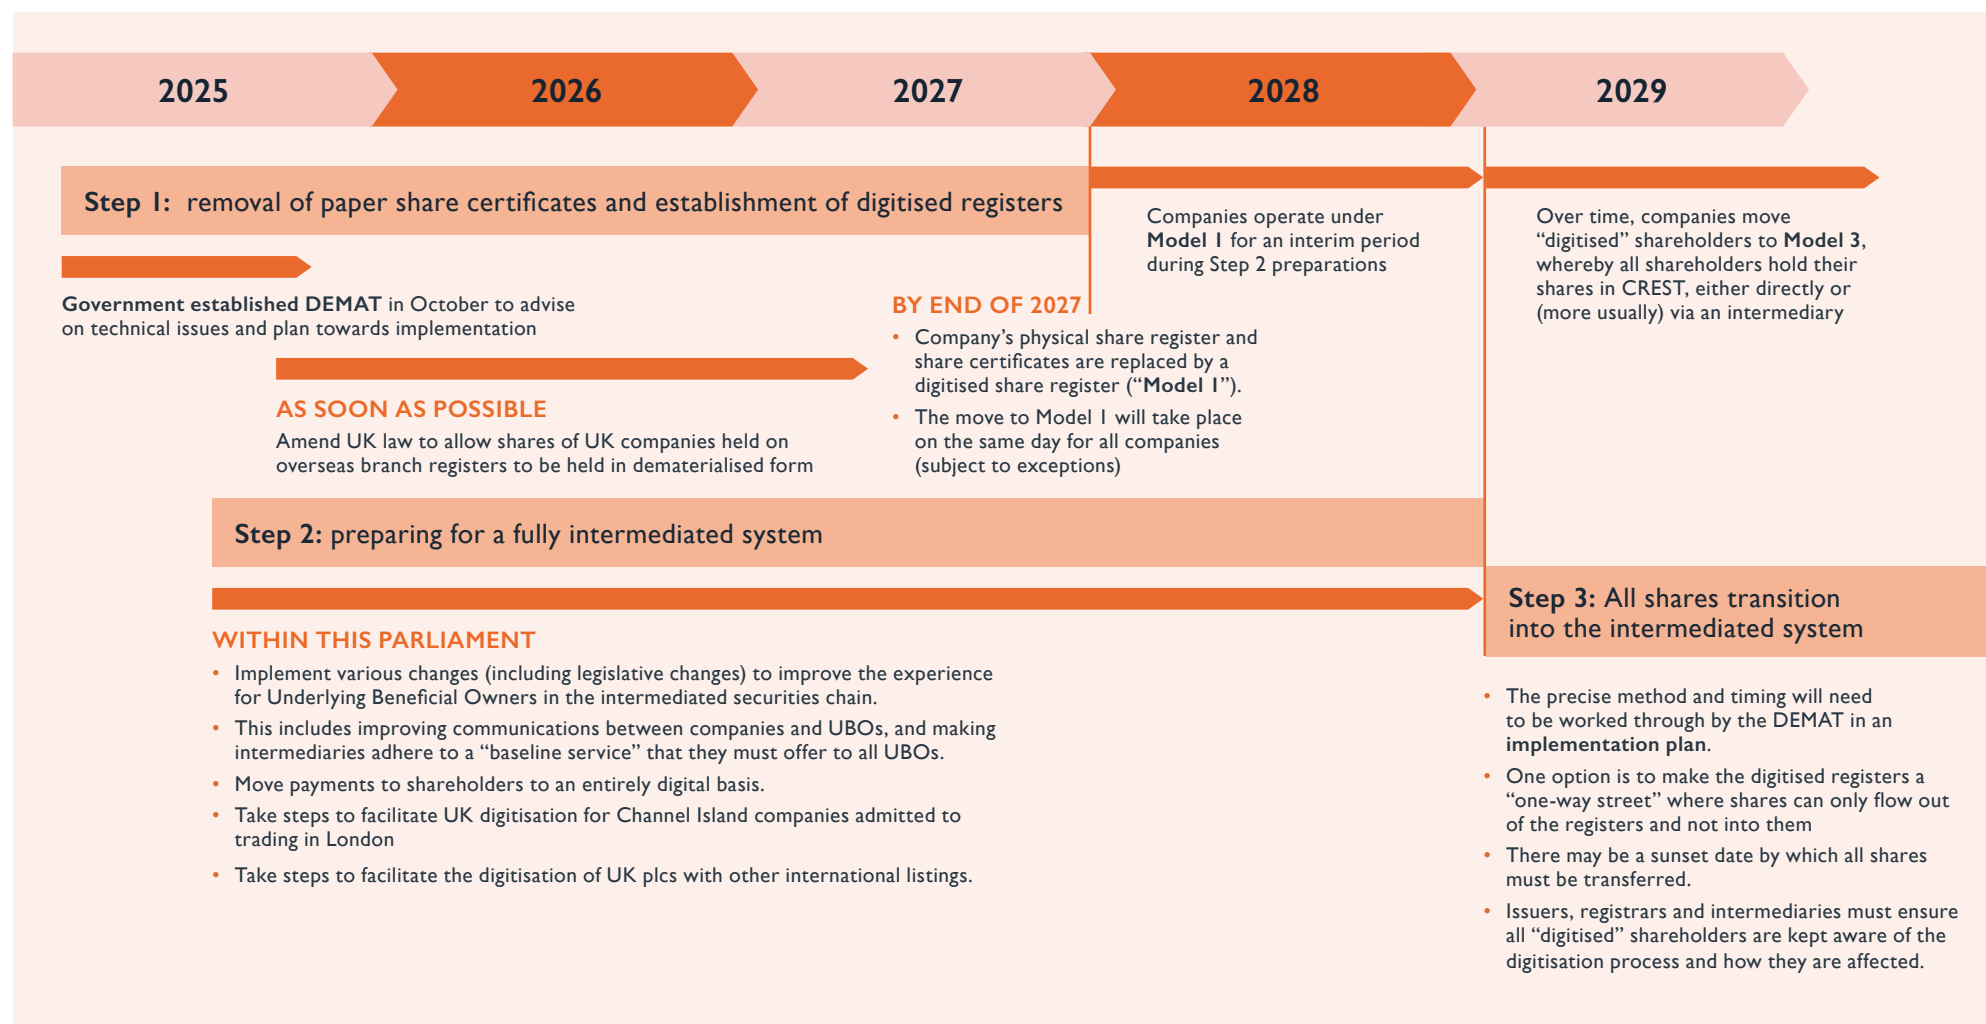 2025
2026
2027
2028
2029
Step 1: removal of paper share certificates and establishment of digitised registers
Government established DEMAT in October to advise
on technical issues and plan towards implementation
AS SOON AS POSSIBLE
Amend UK law to allow shares of UK companies held on
overseas branch registers to be held in dematerialised form
BY END OF 2027
• Company’s physical share register and
share certificates are replaced by a
digitised share register (“Model 1”).
• The move to Model 1 will take place
on the same day for all companies
(subject to exceptions)
Companies operate under
Model 1 for an interim period
during Step 2 preparations
Over time, companies move
“digitised” shareholders to Model 3,
whereby all shareholders hold their
shares in CREST, either directly or
(more usually) via an intermediary
Step 2: preparing for a fully intermediated system
WITHIN THIS PARLIAMENT
• Implement various changes (including legislative changes) to improve the experience
for Underlying Beneficial Owners in the intermediated securities chain.
• This includes improving communications between companies and UBOs, and making
intermediaries adhere to a “baseline service” that they must offer to all UBOs.
• Move payments to shareholders to an entirely digital basis.
• Take steps to facilitate UK digitisation for Channel Island companies admitted to
trading in London
• Take steps to facilitate the digitisation of UK plcs with other international listings.
Step 3: All shares transition
into the intermediated system
• The precise method and timing will need
to be worked through by the DEMAT in an
implementation plan.
• One option is to make the digitised registers a
“one-way street” where shares can only flow out
of the registers and not into them
• There may be a sunset date by which all shares
must be transferred.
• Issuers, registrars and intermediaries must ensure
all “digitised” shareholders are kept aware of the
digitisation process and how they are affected.